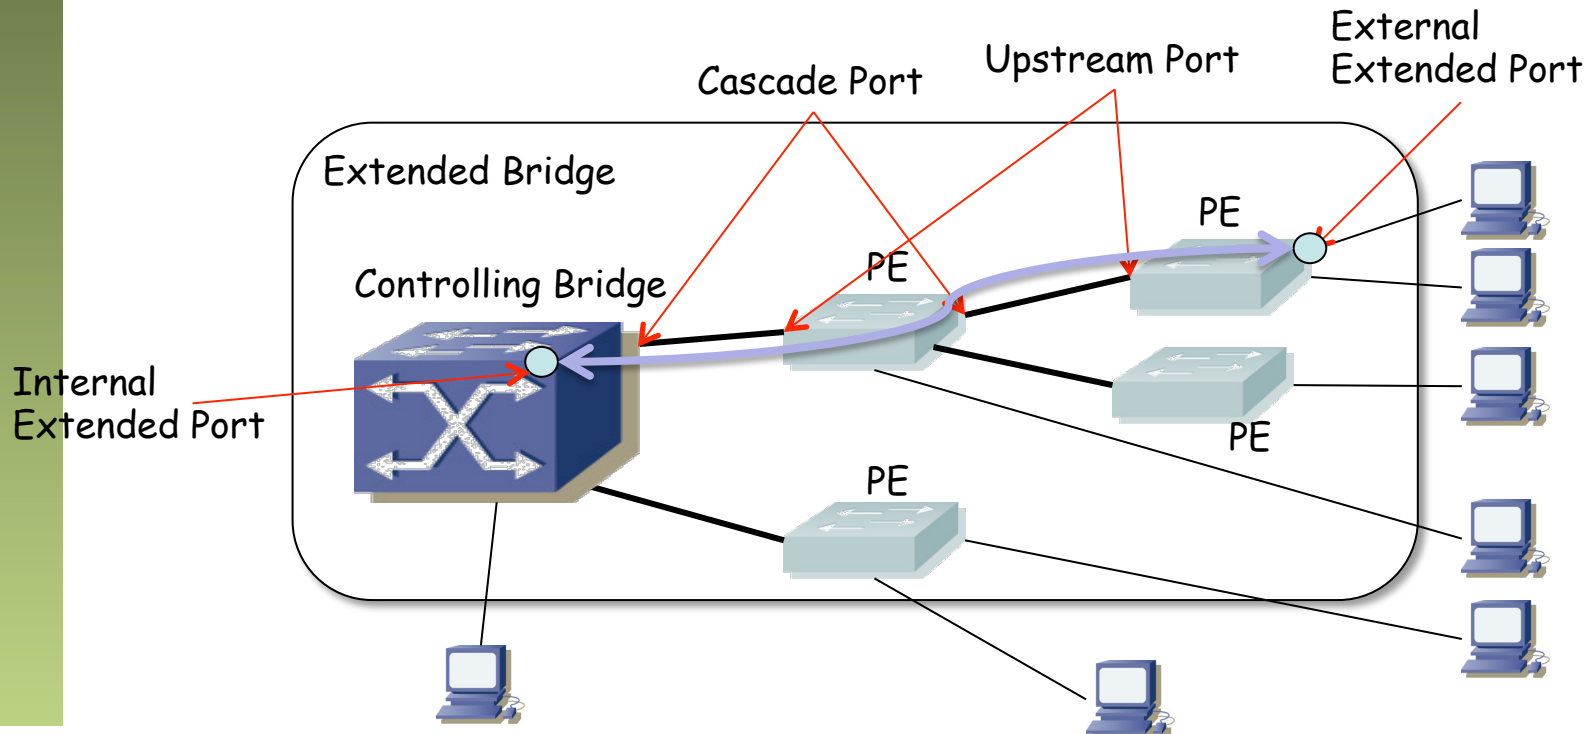 External
Extended Port
Upstream Port
Cascade Port
Extended Bridge
PE
PE
Controlling Bridge
Internal
Extended Port
PE
PE